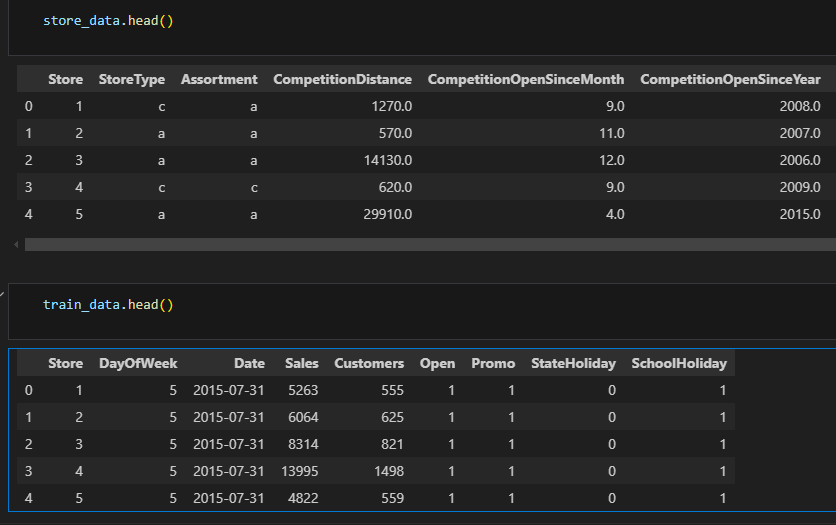 store_data.head()
Store StoreType Assortment CompetitionDistance CompetitionOpenSinceMonth CompetitionOpenSinceYear
0 1 c a 1270.0 9.0 2008.0
1 2 a a 570.0 11.0 2007.0
2 3 a a 14130.0 12.0 2006.0
3 4 c c 620.0 9.0 2009.0
4 5 a a 29910.0 4.0 2015.0
train_data.head()
Store DayOfWeek Date Sales Customers Open Promo StateHoliday SchoolHoliday
0 1 5 2015-07-31 5263 555 1 1 0 1
1 2 5 2015-07-31 6064 625 1 1 0 1
2 3 5 2015-07-31 8314 821 1 1 0 1
3 4 5 2015-07-31 13995 1498 1 1 0 1
4 5 5 2015-07-31 4822 559 1 1 0 1